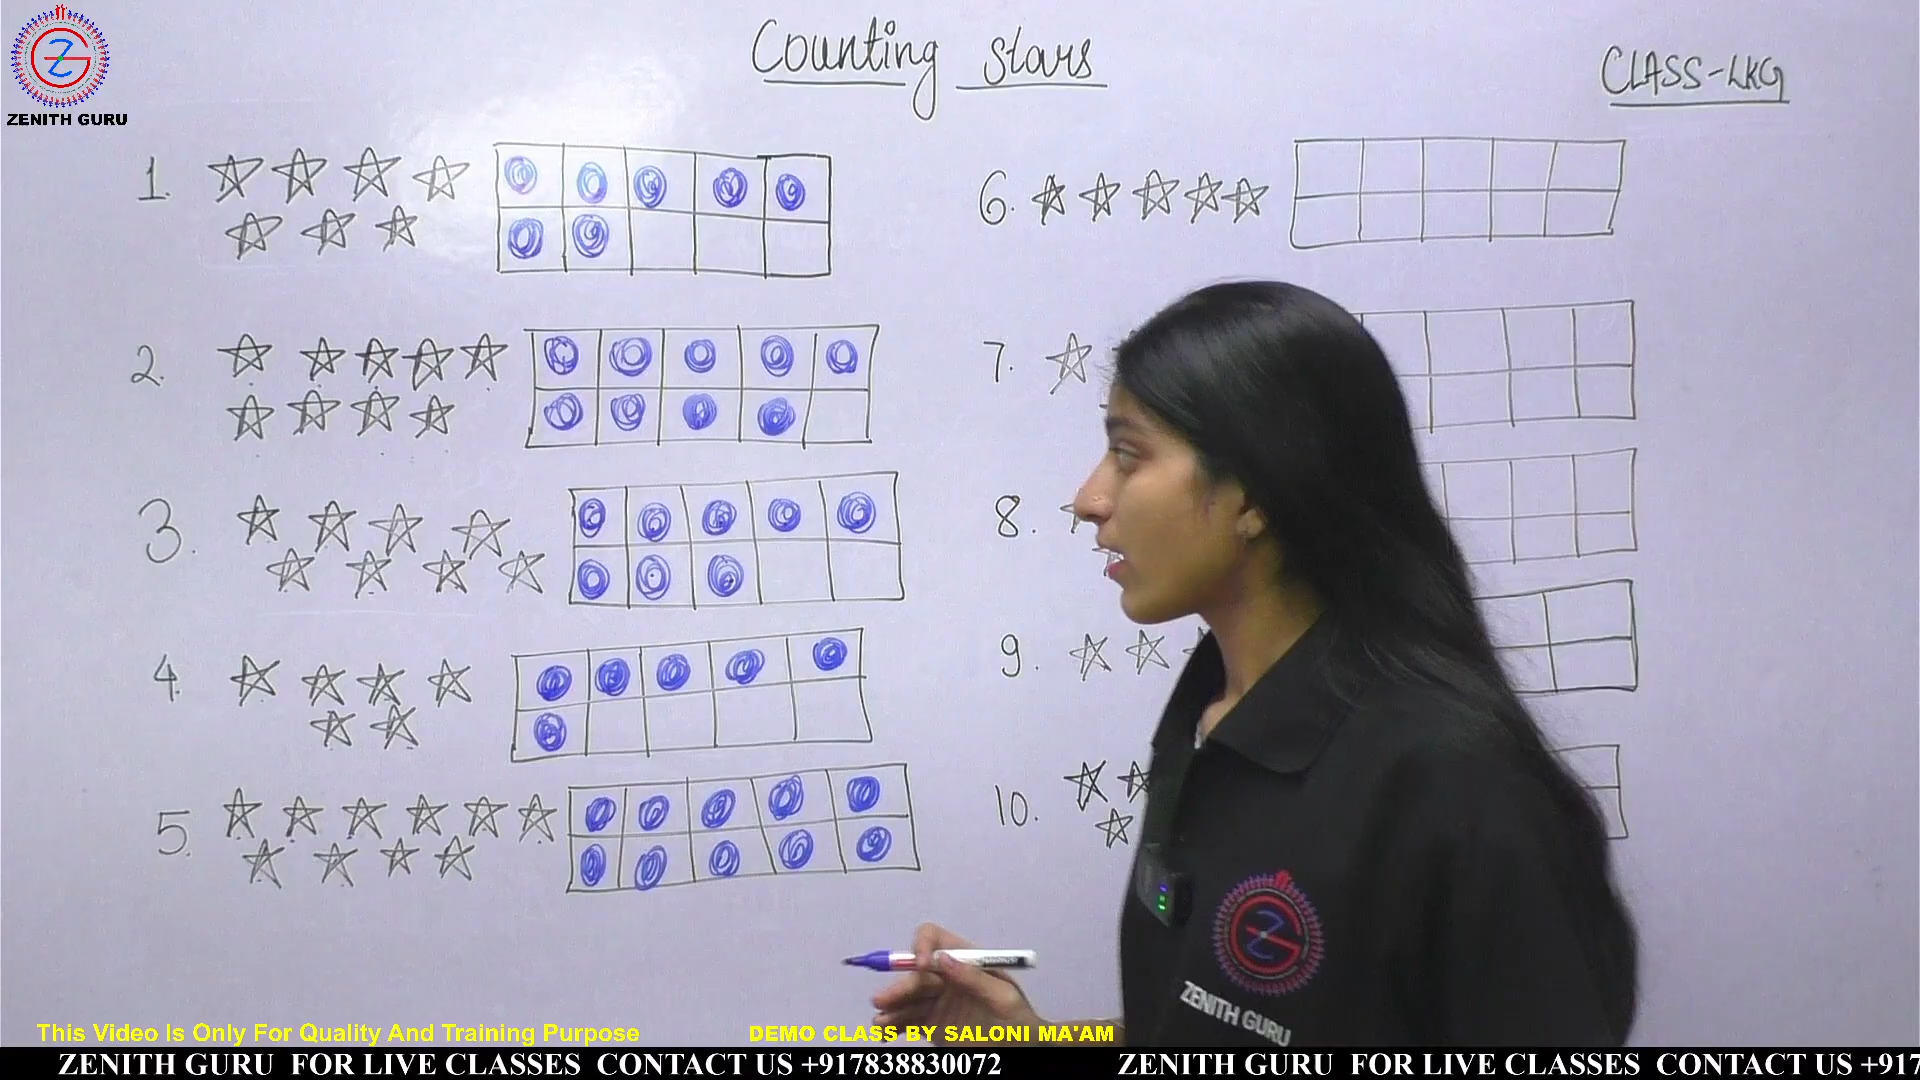 ZENITH GURU
Counting Stars
CLASS-LKG
1.
2.
3.
4.
5.
6.
7.
8.
9.
10.
ZENITH GURU
This Video Is Only For Quality And Training Purpose
DEMO CLASS BY SALONI MA'AM
ZENITH GURU FOR LIVE CLASSES CONTACT US +917838830072 ZENITH GURU FOR LIVE CLASSES CONTACT US +917